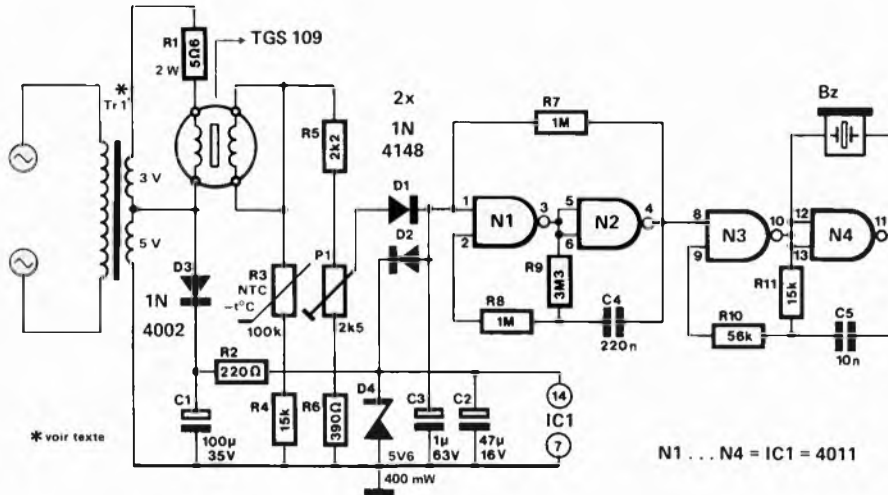 R1
5Ω6
2 W
TGS 109
*
Tr 1
3 V
5 V
D3
1N
4002
R5
2k2
2x
1N
4148
D1
D2
R3
NTC
-t°C
100k
P1
2k5
R2
220Ω
C1
100µ
35V
R4
15k
R6
390Ω
D4
5V6
400 mW
C3
1µ
63V
C2
47µ
16V
14
IC1
7
R7
1M
1
2
N1
3
5
6
N2
4
R9
3M3
R8
1M
C4
220n
8
9
N3
10
12
13
N4
11
R11
15k
R10
56k
C5
10n
Bz
* voir texte
N1 . . . N4 = IC1 = 4011